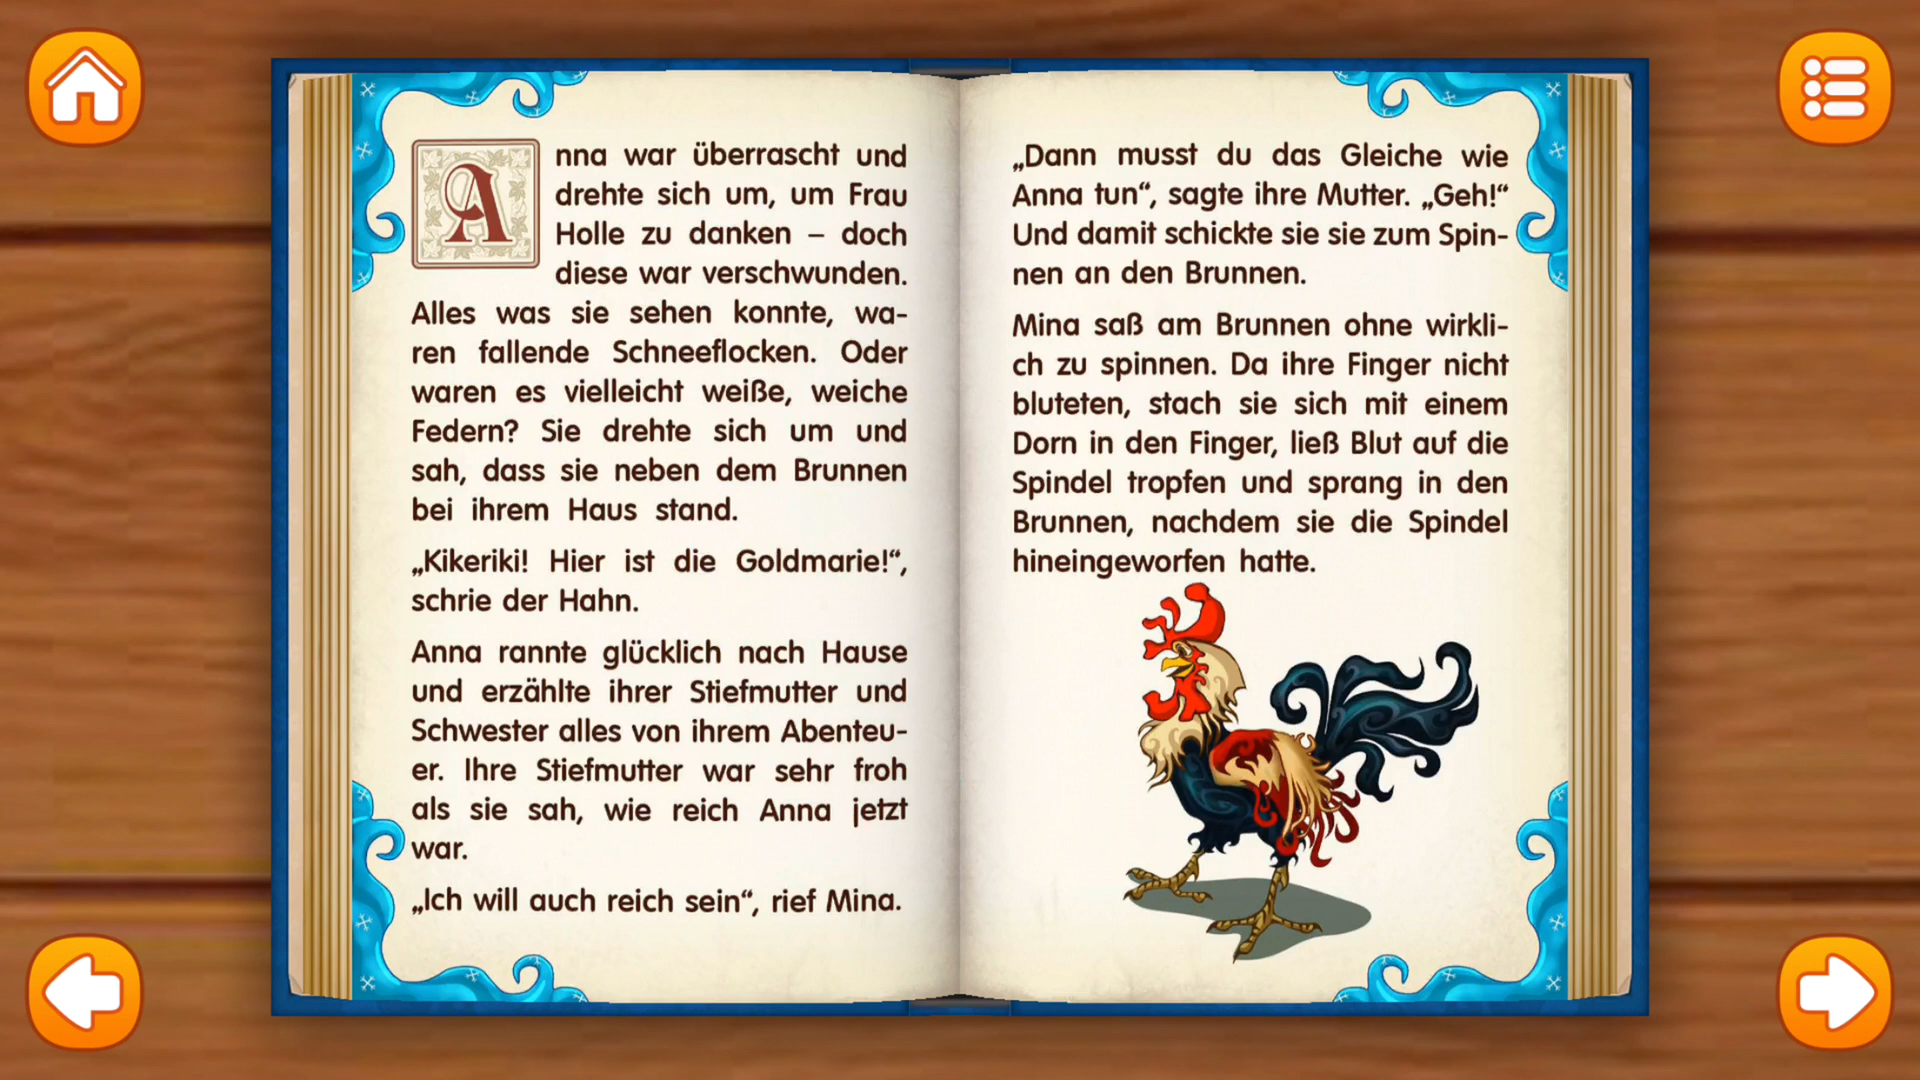 Anna war überrascht und
drehte sich um, um Frau
Holle zu danken – doch
diese war verschwunden.
Alles was sie sehen konnte, wa-
ren fallende Schneeflocken. Oder
waren es vielleicht weiße, weiche
Federn? Sie drehte sich um und
sah, dass sie neben dem Brunnen
bei ihrem Haus stand.
„Kikeriki! Hier ist die Goldmarie!“,
schrie der Hahn.
Anna rannte glücklich nach Hause
und erzählte ihrer Stiefmutter und
Schwester alles von ihrem Abenteu-
er. Ihre Stiefmutter war sehr froh
als sie sah, wie reich Anna jetzt
war.
„Ich will auch reich sein“, rief Mina.
„Dann musst du das Gleiche wie
Anna tun“, sagte ihre Mutter. „Geh!“
Und damit schickte sie sie zum Spin-
nen an den Brunnen.
Mina saß am Brunnen ohne wirkli-
ch zu spinnen. Da ihre Finger nicht
bluteten, stach sie sich mit einem
Dorn in den Finger, ließ Blut auf die
Spindel tropfen und sprang in den
Brunnen, nachdem sie die Spindel
hineingeworfen hatte.